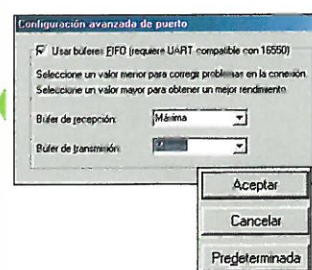 Configuración avanzada de puerto
Usar búferes FIFO (requiere UART compatible con 16550)
Seleccione un valor menor para corregir problemas en la conexión.
Seleccione un valor mayor para obtener un mejor rendimiento.
Búfer de recepción: Máxima
Búfer de transmisión:
Aceptar
Cancelar
Predeterminada